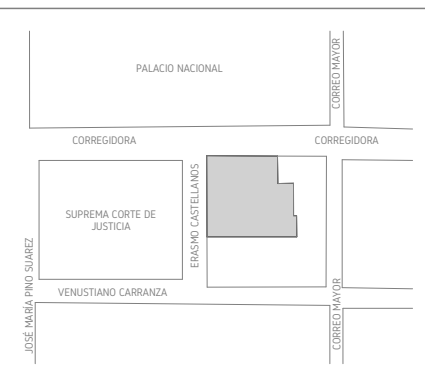 PALACIO NACIONAL
CORREO MAYOR
CORREGIDORA
CORREGIDORA
SUPREMA CORTE DE
JUSTICIA
ERASMO CASTELLANOS
JOSÉ MARÍA PINO SUAREZ
VENUSTIANO CARRANZA
CORREO MAYOR